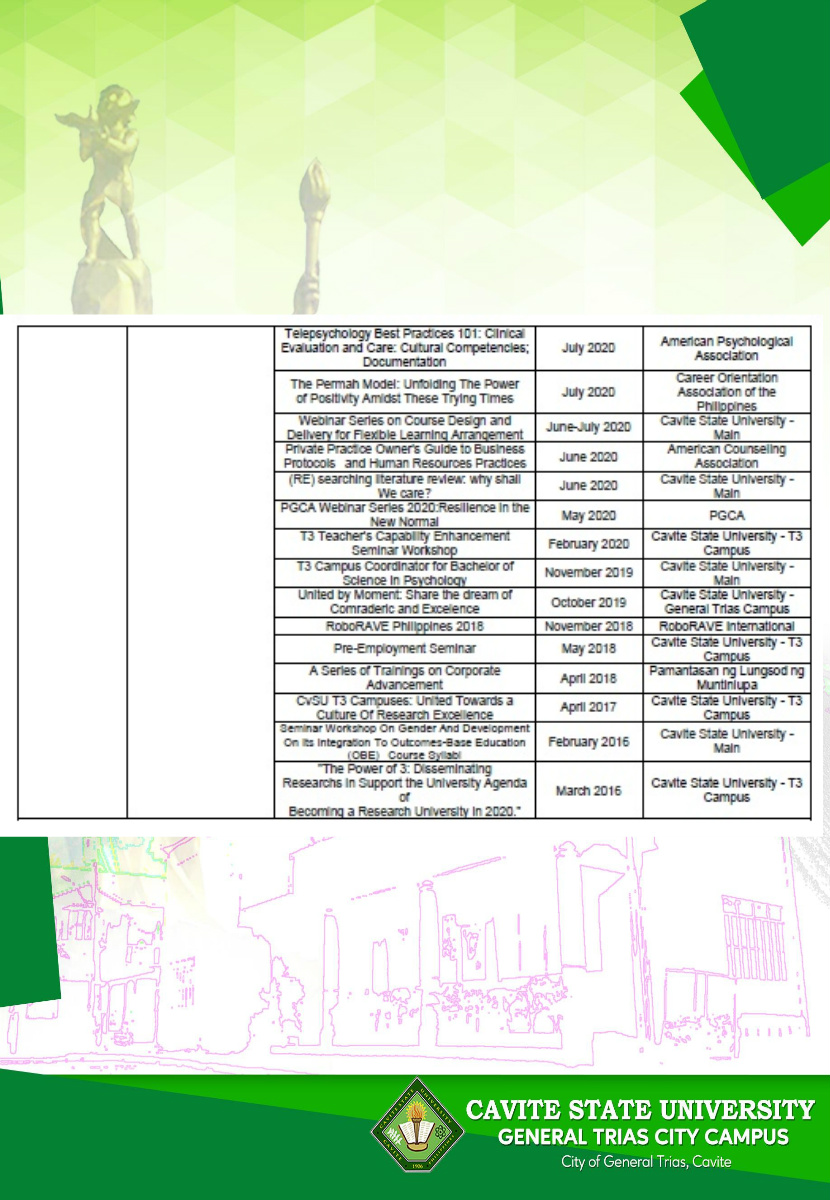 Telepsychology Best Practices 101: Clinical
Evaluation and Care: Cultural Competencies;
Documentation
July 2020
American Psychological
Association
The Permah Model: Unfolding The Power
of Positivity Amidst These Trying Times
July 2020
Career Orientation
Association of the
Philippines
Webinar Series on Course Design and
Delivery for Flexible Learning Arrangement
June-July 2020
Cavite State University -
Main
Private Practice Owner's Guide to Business
Protocols and Human Resources Practices
June 2020
American Counseling
Association
(RE) searching literature review: why shall
We care?
June 2020
Cavite State University -
Main
PGCA Webinar Series 2020:Resilience in the
New Normal
May 2020
PGCA
T3 Teacher's Capability Enhancement
Seminar Workshop
February 2020
Cavite State University - T3
Campus
T3 Campus Coordinator for Bachelor of
Science in Psychology
November 2019
Cavite State University -
Main
United by Moment: Share the dream of
Comraderic and Excelence
October 2019
Cavite State University -
General Trias Campus
RoboRAVE Philippines 2018
November 2018
RoboRAVE International
Pre-Employment Seminar
May 2018
Cavite State University - T3
Campus
A Series of Trainings on Corporate
Advancement
April 2018
Pamantasan ng Lungsod ng
Muntinlupa
CvSU T3 Campuses: United Towards a
Culture Of Research Excellence
April 2017
Cavite State University - T3
Campus
Seminar Workshop On Gender And Development
On Its Integration To Outcomes-Base Education
(OBE) Course Syllabi
February 2016
Cavite State University -
Main
"The Power of 3: Disseminating
Researchs in Support the University Agenda
of
Becoming a Research University in 2020."
March 2016
Cavite State University - T3
Campus
CAVITE STATE UNIVERSITY
GENERAL TRIAS CITY CAMPUS
City of General Trias, Cavite
CAVITE STATE UNIVERSITY
CAVITE PHILIPPINES
1906